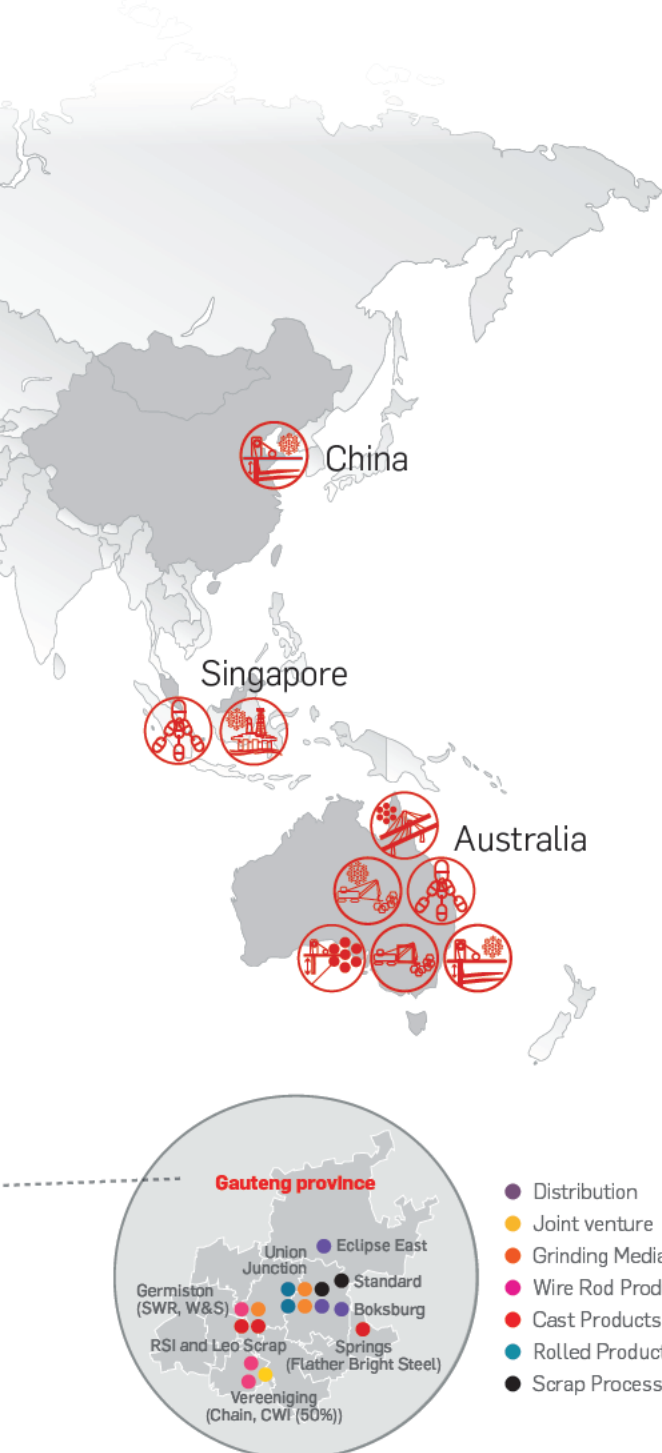 China
Singapore
Australia
Gauteng province
Eclipse East
Union
Junction
Standard
Germiston
(SWR, W&S)
Boksburg
RSI and Leo Scrap
Springs
(Flather Bright Steel)
Vereeniging
(Chain, CWI (50%))
Distribution
Joint venture
Grinding Media
Wire Rod Prod
Cast Products
Rolled Product
Scrap Process